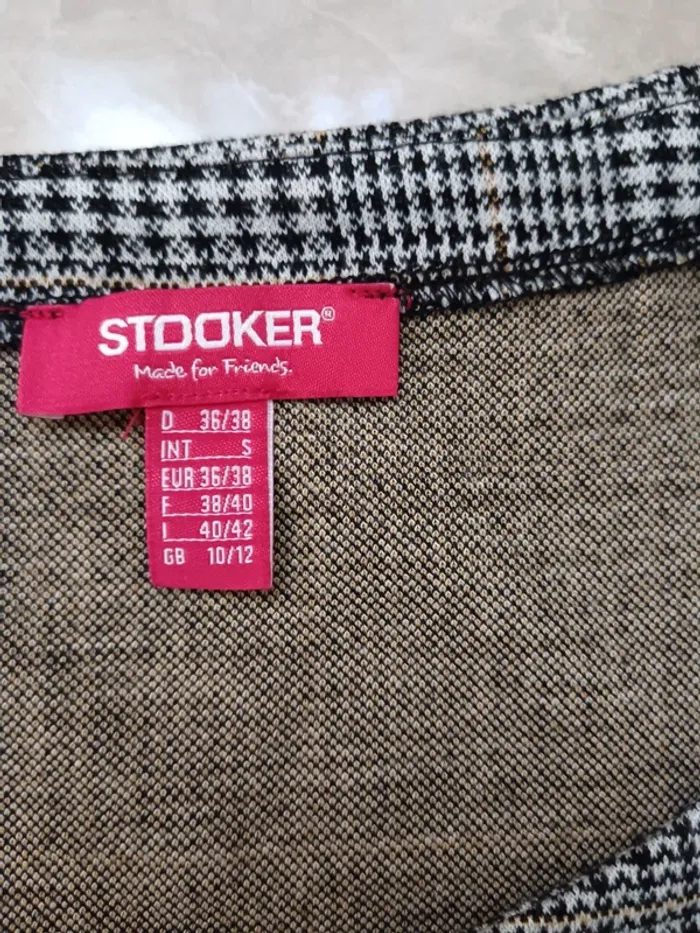 STOOKER®
Made for Friends.
D 36/38
INT S
EUR 36/38
F 38/40
I 40/42
GB 10/12